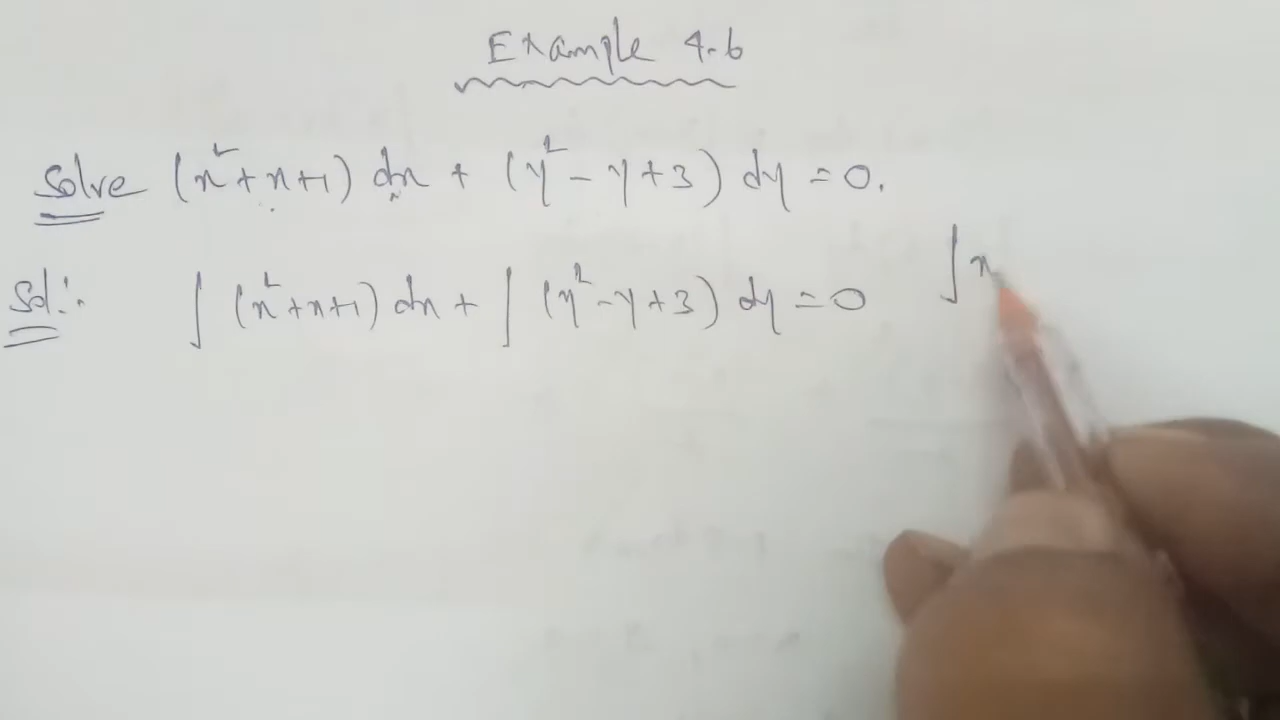 Example 4.6
Solve (x² + x + 1) dx + (y² - y + 3) dy = 0.
Sol:. ∫ (x² + x + 1) dx + ∫ (y² - y + 3) dy = 0
∫ x